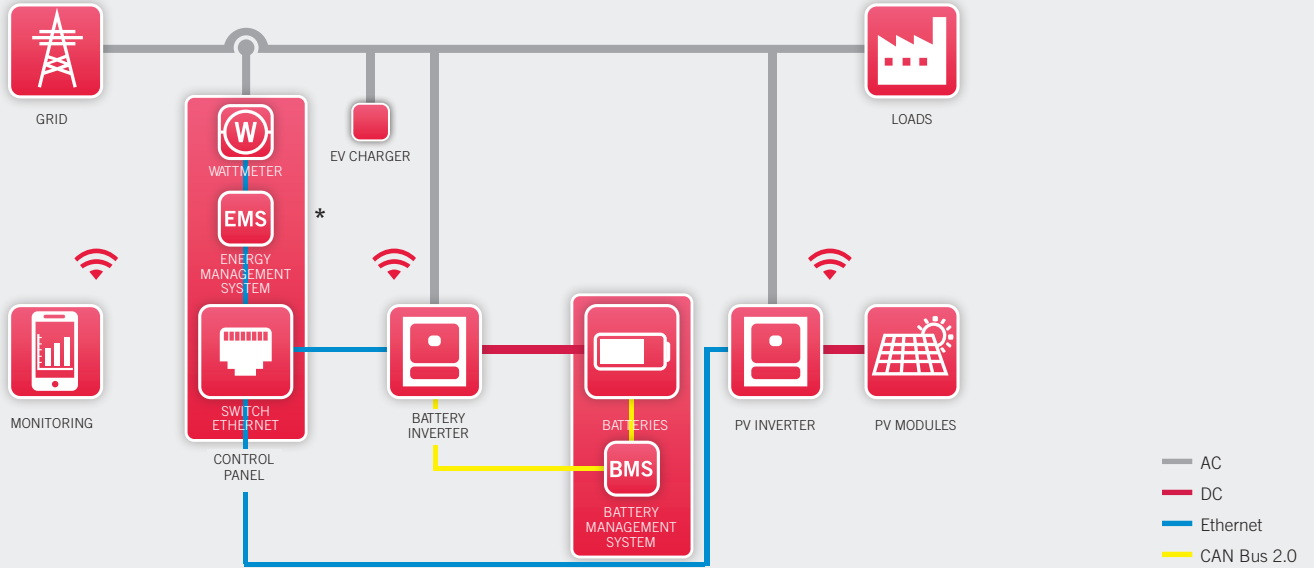 GRID
LOADS
W
WATTMETER
EV CHARGER
EMS
*
ENERGY
MANAGEMENT
SYSTEM
SWITCH
ETHERNET
MONITORING
CONTROL
PANEL
BATTERY
INVERTER
BATTERIES
BMS
BATTERY
MANAGEMENT
SYSTEM
PV INVERTER
PV MODULES
AC
DC
Ethernet
CAN Bus 2.0